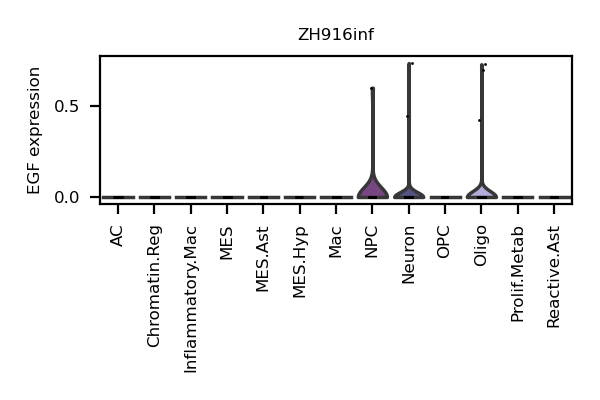 ZH916inf
EGF expression
0.5
0.0
AC
Chromatin.Reg
Inflammatory.Mac
MES
MES.Ast
MES.Hyp
Mac
NPC
Neuron
OPC
Oligo
Prolif.Metab
Reactive.Ast